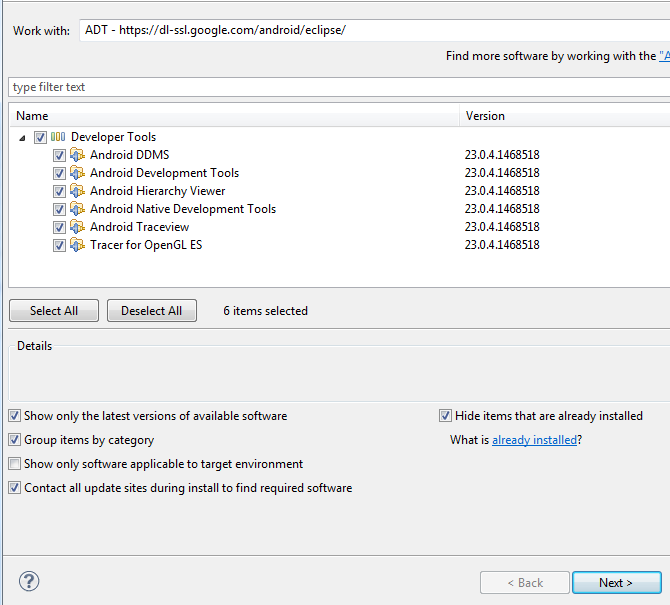 Work with: ADT - https://dl-ssl.google.com/android/eclipse/
Find more software by working with the "A
type filter text
Name Version
Developer Tools
Android DDMS 23.0.4.1468518
Android Development Tools 23.0.4.1468518
Android Hierarchy Viewer 23.0.4.1468518
Android Native Development Tools 23.0.4.1468518
Android Traceview 23.0.4.1468518
Tracer for OpenGL ES 23.0.4.1468518
Select All Deselect All 6 items selected
Details
Show only the latest versions of available software Hide items that are already installed
Group items by category What is already installed?
Show only software applicable to target environment
Contact all update sites during install to find required software
? < Back Next >